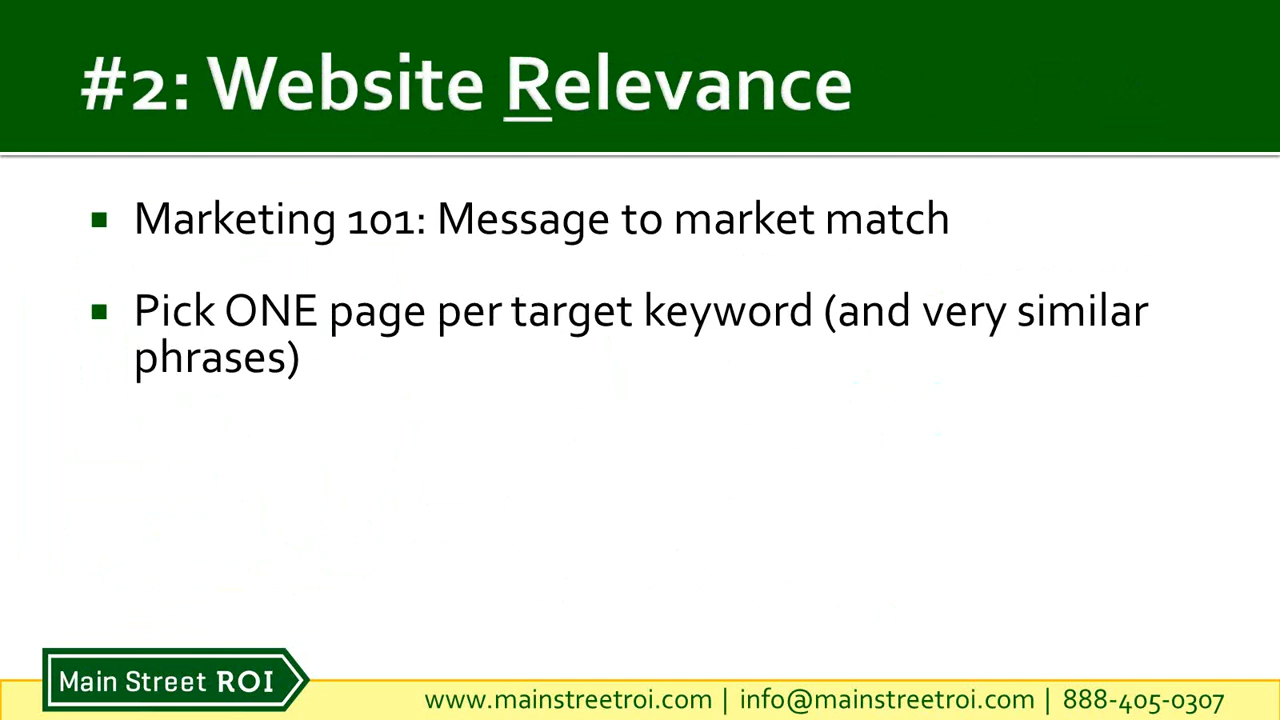 #2: Website Relevance
Marketing 101: Message to market match
Pick ONE page per target keyword (and very similar
phrases)
Main Street ROI
www.mainstreetroi.com | info@mainstreetroi.com | 888-405-0307